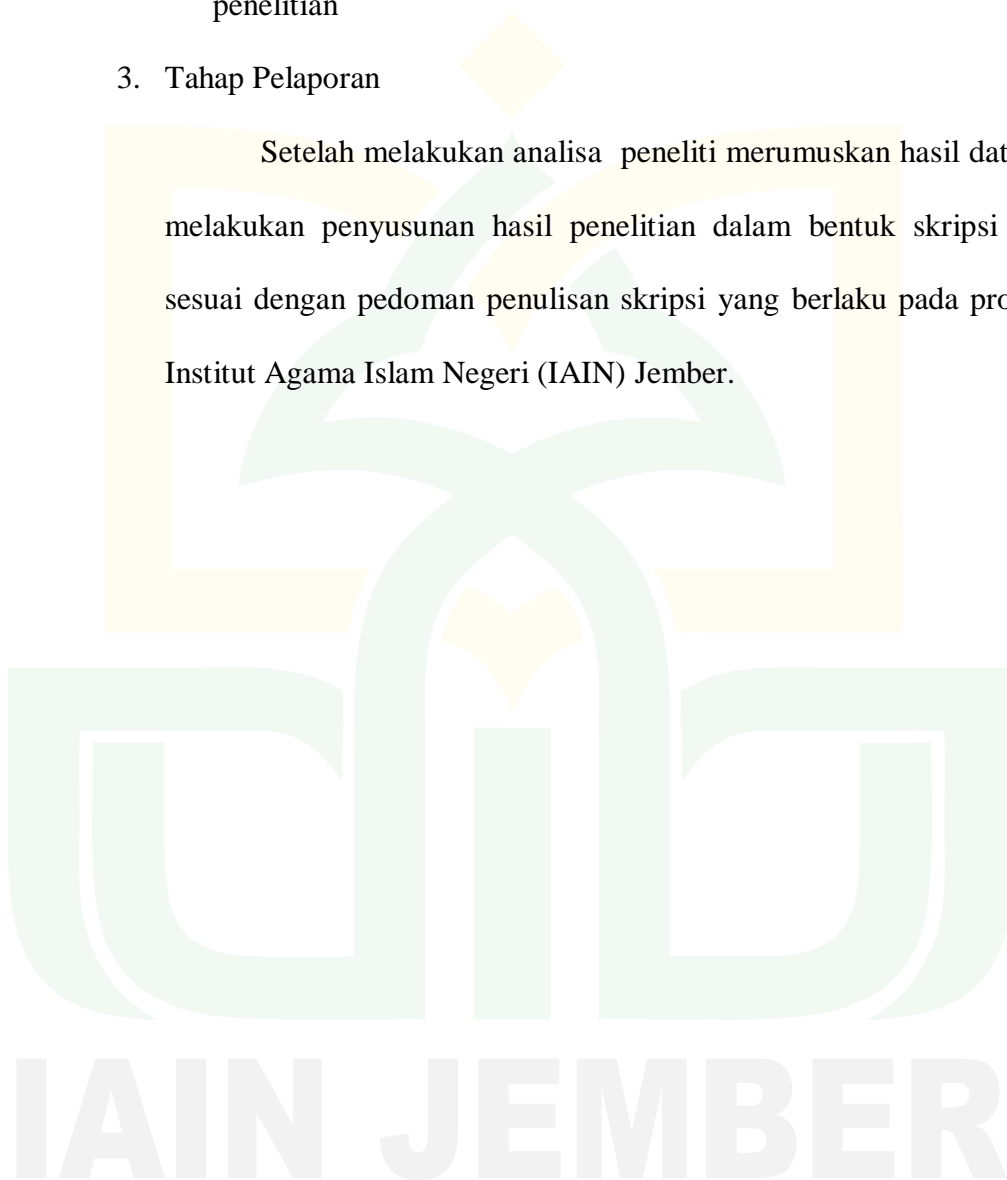 penelitian
3. Tahap Pelaporan
Setelah melakukan analisa peneliti merumuskan hasil dat
melakukan penyusunan hasil penelitian dalam bentuk skripsi
sesuai dengan pedoman penulisan skripsi yang berlaku pada pro
Institut Agama Islam Negeri (IAIN) Jember.
IAIN JEMBER